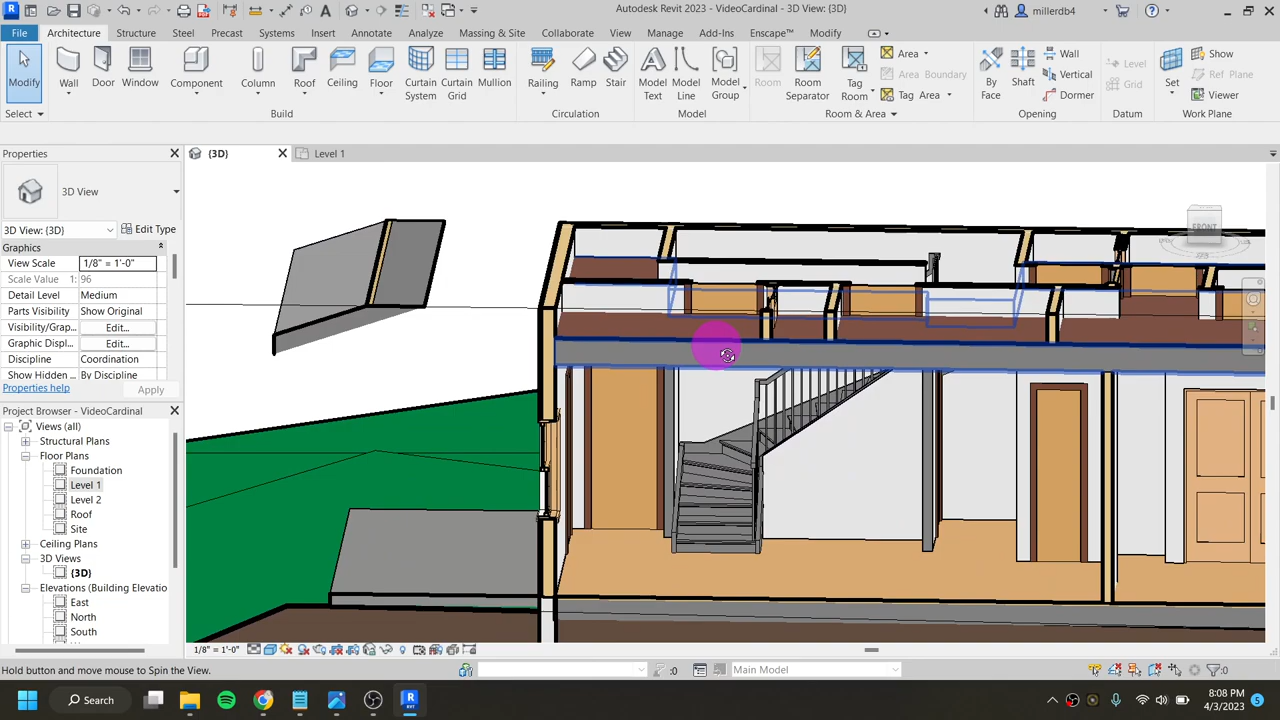 Autodesk Revit 2023 - VideoCardinal - 3D View: {3D}
millerdb4
File Architecture Structure Steel Precast Systems Insert Annotate Analyze Massing & Site Collaborate View Manage Add-Ins Enscape™ Modify
Modify Wall Door Window Component Column Roof Ceiling Floor Curtain System Curtain Grid Mullion Railing Ramp Stair Model Text Model Line Model Group Room Room Separator Tag Room Area Area Boundary Tag Area By Face Shaft Wall Vertical Dormer Level Grid Set Show Ref Plane Viewer
Select Build Circulation Model Room & Area Opening Datum Work Plane
Properties
{3D} Level 1
3D View
3D View: {3D} Edit Type
Graphics
View Scale 1/8" = 1'-0"
Scale Value 1: 96
Detail Level Medium
Parts Visibility Show Original
Visibility/Grap... Edit...
Graphic Displ... Edit...
Discipline Coordination
Show Hidden ... By Discipline
Properties help Apply
FRONT
Project Browser - VideoCardinal
Views (all)
Structural Plans
Floor Plans
Foundation
Level 1
Level 2
Roof
Site
Ceiling Plans
3D Views
{3D}
Elevations (Building Elevatio
East
North
South
1/8" = 1'-0"
Hold button and move mouse to Spin the View.
:0 Main Model :0
Search
8:08 PM
4/3/2023
5